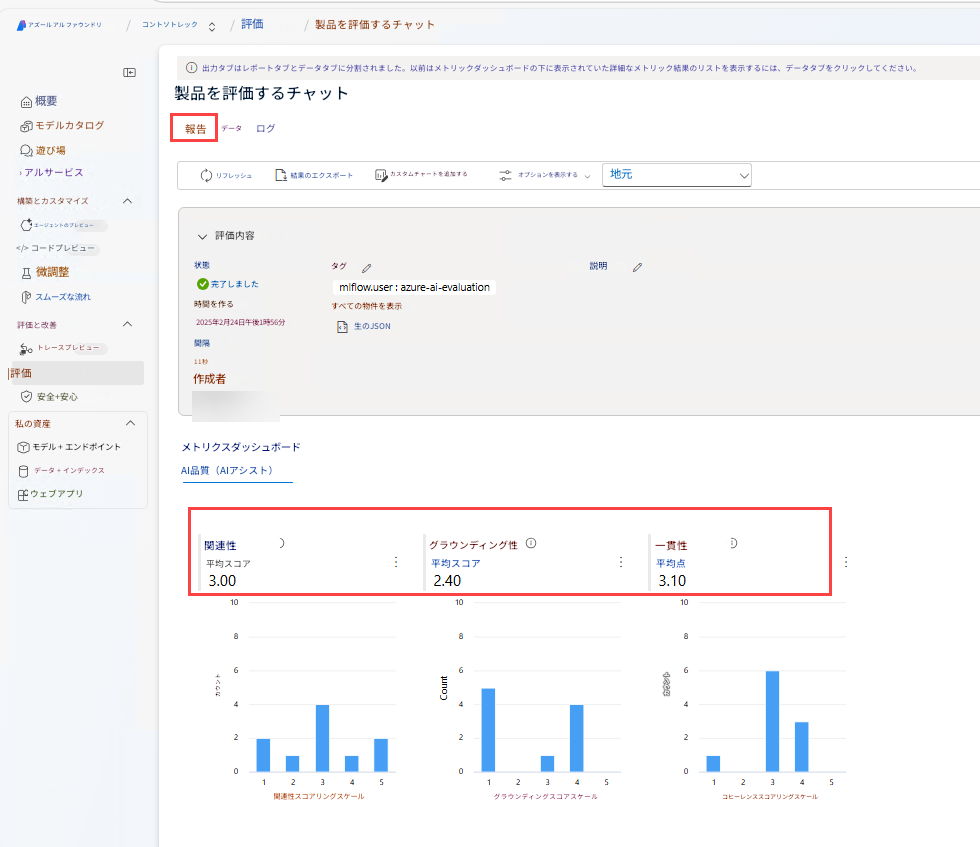 アズールアルファウンドリ / コントソトレック / 評価 / 製品を評価するチャット
出力タブはレポートタブとデータタブに分割されました。以前はメトリックダッシュボードの下に表示されていた詳細なメトリック結果のリストを表示するには、データタブをクリックしてください。
製品を評価するチャット
報告 データ ログ
リフレッシュ 結果のエクスポート カスタムチャートを追加する オプションを表示する 地元
概要
モデルカタログ
遊び場
アルサービス
構築とカスタマイズ
エージェントのプレビュー
</> コードプレビュー
微調整
スムーズな流れ
評価と改善
トレースプレビュー
評価
安全+安心
私の資産
モデル + エンドポイント
データ + インデックス
ウェブアプリ
評価内容
状態
完了しました
時間を作る
2025年2月24日午後1時56分
間隔
11秒
作成者
タグ
mlflow.user : azure-ai-evaluation
すべての物件を表示
生のJSON
説明
メトリクスダッシュボード
AI品質（AIアシスト）
関連性
平均スコア
3.00
10
8
6
4
2
0
カウント
1 2 3 4 5
関連性スコアリングスケール
グラウンディング性
平均スコア
2.40
10
8
6
4
2
0
Count
1 2 3 4 5
グラウンディングスコアスケール
一貫性
平均点
3.10
10
8
6
4
2
0
1 2 3 4 5
コヒーレンススコアリングスケール